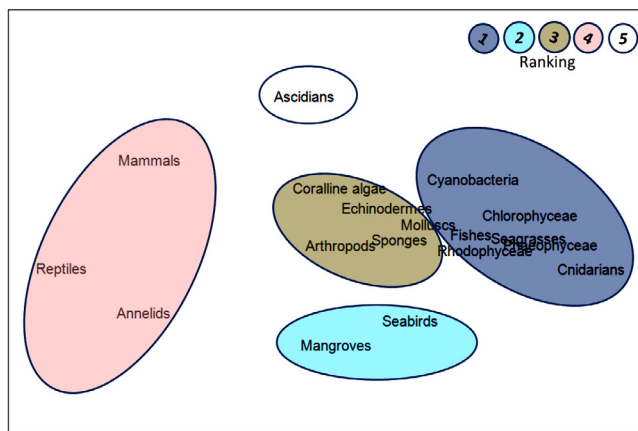 1 2 3 4 5
Ranking
Ascidians
Mammals
Cyanobacteria
Coralline algae
Echinodermes
Chlorophyceae
Molluscs
Fishes
Seagrasses
Sponges
Arthropods
Phaeophyceae
Rhodophyceae
Reptiles
Cnidarians
Annelids
Seabirds
Mangroves